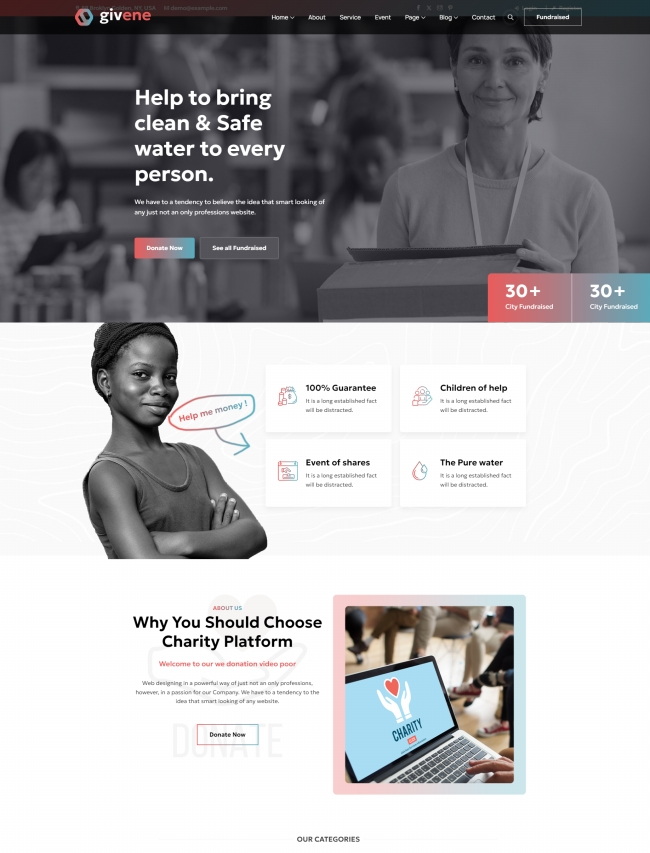 demo@example.com
givene
Home
About
Service
Event
Page
Blog
Contact
Fundraised
Help to bring
clean & Safe
water to every
person.
We have to a tendency to believe the idea that smart looking of
any just not an only professions website.
Donate Now
See all Fundraised
30+
City Fundraised
30+
City Fundraised
Help me money !
100% Guarantee
It is a long established fact
will be distracted.
Children of help
It is a long established fact
will be distracted.
Event of shares
It is a long established fact
will be distracted.
The Pure water
It is a long established fact
will be distracted.
ABOUT US
Why You Should Choose
Charity Platform
Welcome to our we donation video poor
Web designing in a powerful way of just not an only professions,
however, in a passion for our Company. We have to a tendency to the
idea that smart looking of any website.
DONATE
Donate Now
CHARITY
OUR CATEGORIES